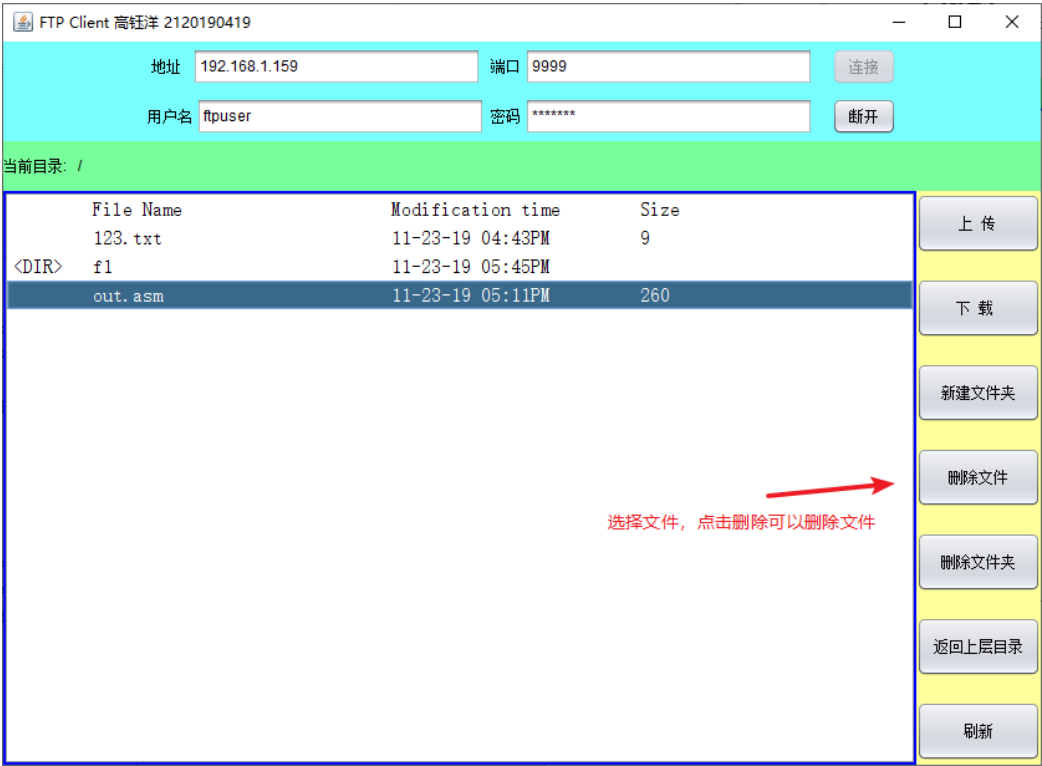 FTP Client 高钰洋 2120190419
地址 192.168.1.159 端口 9999 连接
用户名 ftpuser 密码 ******* 断开
当前目录: /
File Name Modification time Size
123.txt 11-23-19 04:43PM 9
<DIR> f1 11-23-19 05:45PM
out.asm 11-23-19 05:11PM 260
上 传
下 载
新建文件夹
删除文件
选择文件，点击删除可以删除文件
删除文件夹
返回上层目录
刷新